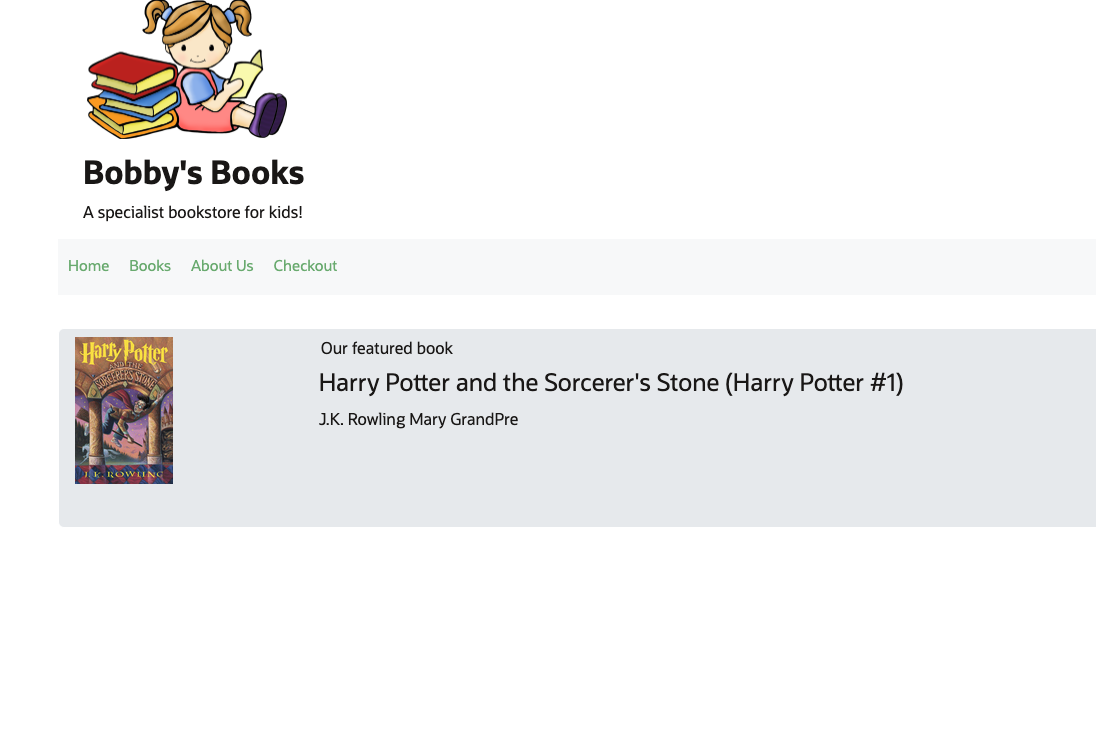 Bobby's Books
A specialist bookstore for kids!
Home Books About Us Checkout
Harry Potter
AND THE
SORCERER'S STONE
J.K. ROWLING
Our featured book
Harry Potter and the Sorcerer's Stone (Harry Potter #1)
J.K. Rowling Mary GrandPre